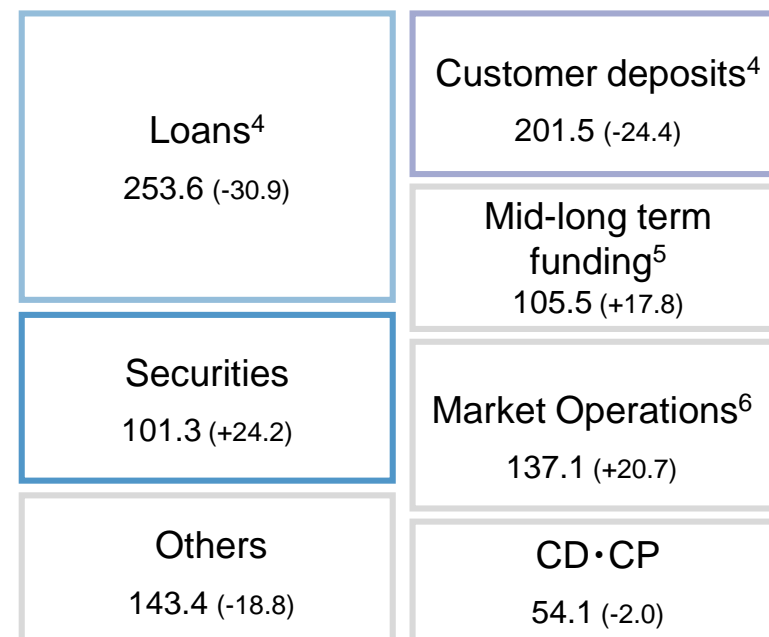 Loans⁴
253.6 (-30.9)
Securities
101.3 (+24.2)
Others
143.4 (-18.8)
Customer deposits⁴
201.5 (-24.4)
Mid-long term
funding⁵
105.5 (+17.8)
Market Operations⁶
137.1 (+20.7)
CD・CP
54.1 (-2.0)